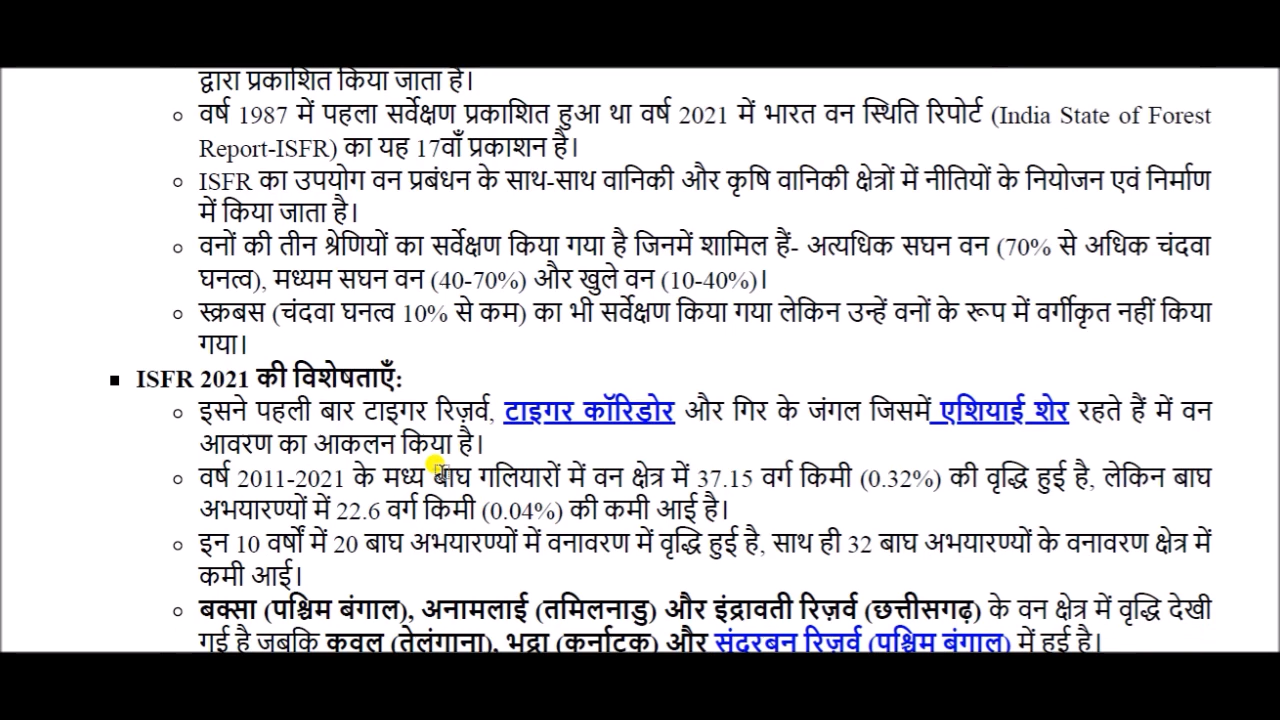 द्वारा प्रकाशित किया जाता है।
○ वर्ष 1987 में पहला सर्वेक्षण प्रकाशित हुआ था वर्ष 2021 में भारत वन स्थिति रिपोर्ट (India State of Forest
Report-ISFR) का यह 17वाँ प्रकाशन है।
○ ISFR का उपयोग वन प्रबंधन के साथ-साथ वानिकी और कृषि वानिकी क्षेत्रों में नीतियों के नियोजन एवं निर्माण
में किया जाता है।
○ वनों की तीन श्रेणियों का सर्वेक्षण किया गया है जिनमें शामिल हैं- अत्यधिक सघन वन (70% से अधिक चंदवा
घनत्व), मध्यम सघन वन (40-70%) और खुले वन (10-40%)।
○ स्क्रबस (चंदवा घनत्व 10% से कम) का भी सर्वेक्षण किया गया लेकिन उन्हें वनों के रूप में वर्गीकृत नहीं किया
गया।
▪ ISFR 2021 की विशेषताएँ:
○ इसने पहली बार टाइगर रिज़र्व, टाइगर कॉरिडोर और गिर के जंगल जिसमें एशियाई शेर रहते हैं में वन
आवरण का आकलन किया है।
○ वर्ष 2011-2021 के मध्य बाघ गलियारों में वन क्षेत्र में 37.15 वर्ग किमी (0.32%) की वृद्धि हुई है, लेकिन बाघ
अभयारण्यों में 22.6 वर्ग किमी (0.04%) की कमी आई है।
○ इन 10 वर्षों में 20 बाघ अभयारण्यों में वनावरण में वृद्धि हुई है, साथ ही 32 बाघ अभयारण्यों के वनावरण क्षेत्र में
कमी आई।
○ बक्सा (पश्चिम बंगाल), अनामलाई (तमिलनाडु) और इंद्रावती रिज़र्व (छत्तीसगढ़) के वन क्षेत्र में वृद्धि देखी
गई है जबकि कवल (तेलंगाना), भद्रा (कर्नाटक) और सुंदरबन रिज़र्व (पश्चिम बंगाल) में हुई है।